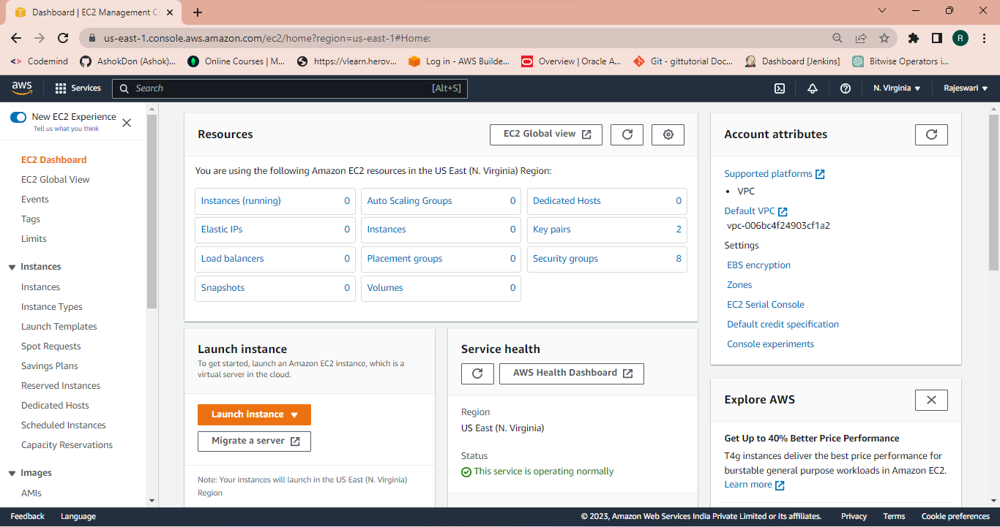 Dashboard | EC2 Management Co
us-east-1.console.aws.amazon.com/ec2/home?region=us-east-1#Home:
R
<> Codemind
AshokDon (Ashok)...
Online Courses | M...
https://vlearn.herov...
Log in - AWS Builde...
Overview | Oracle A...
Git - gittutorial Doc...
Dashboard [Jenkins]
Bitwise Operators i...
aws
Services
Search
[Alt+S]
N. Virginia
Rajeswari
New EC2 Experience
Tell us what you think
EC2 Dashboard
EC2 Global View
Events
Tags
Limits
Instances
Instances
Instance Types
Launch Templates
Spot Requests
Savings Plans
Reserved Instances
Dedicated Hosts
Scheduled Instances
Capacity Reservations
Images
AMIs
Resources
EC2 Global view
You are using the following Amazon EC2 resources in the US East (N. Virginia) Region:
Instances (running) 0
Auto Scaling Groups 0
Dedicated Hosts 0
Elastic IPs 0
Instances 0
Key pairs 2
Load balancers 0
Placement groups 0
Security groups 8
Snapshots 0
Volumes 0
Launch instance
To get started, launch an Amazon EC2 instance, which is a
virtual server in the cloud.
Launch instance
Migrate a server
Note: Your instances will launch in the US East (N. Virginia)
Region
Service health
AWS Health Dashboard
Region
US East (N. Virginia)
Status
This service is operating normally
Account attributes
Supported platforms
• VPC
Default VPC
vpc-006bc4f24903cf1a2
Settings
EBS encryption
Zones
EC2 Serial Console
Default credit specification
Console experiments
Explore AWS
Get Up to 40% Better Price Performance
T4g instances deliver the best price performance for
burstable general purpose workloads in Amazon EC2.
Learn more
Feedback
Language
© 2023, Amazon Web Services India Private Limited or its affiliates.
Privacy
Terms
Cookie preferences